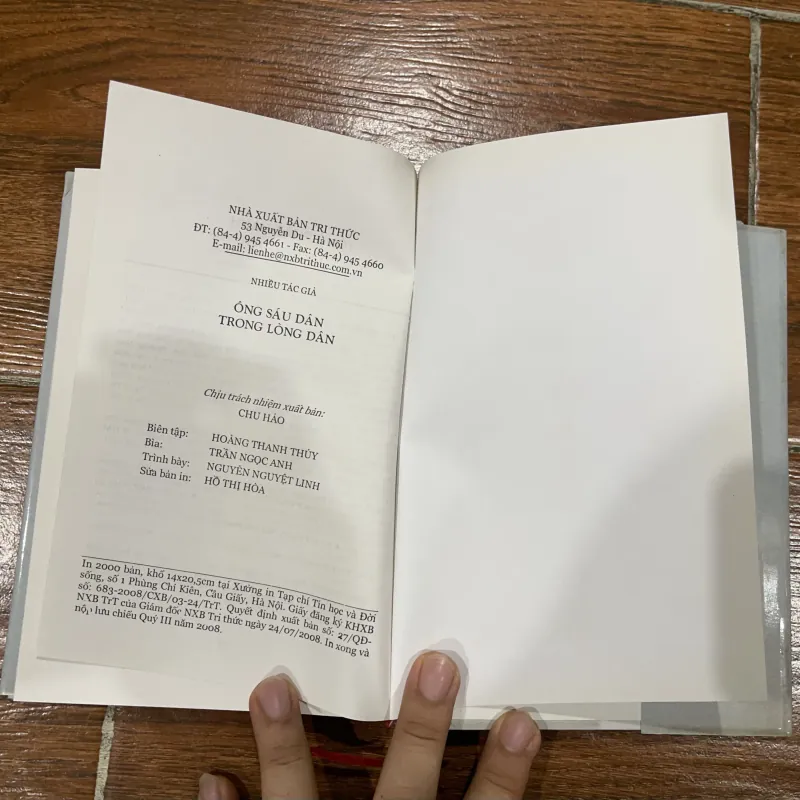 NHÀ XUẤT BẢN TRI THỨC
53 Nguyễn Du - Hà Nội
ĐT: (84-4) 945 4661 - Fax: (84-4) 945 4660
E-mail: lienhe@nxbtrithuc.com.vn
NHIỀU TÁC GIẢ
ÔNG SÁU DÂN
TRONG LÒNG DÂN
Chịu trách nhiệm xuất bản:
CHU HẢO
Biên tập: HOÀNG THANH THỦY
Bìa: TRẦN NGỌC ANH
Trình bày: NGUYỄN NGUYỆT LINH
Sửa bản in: HỒ THỊ HÒA
In 2000 bản, khổ 14x20,5cm tại Xưởng in Tạp chí Tin học và Đời
sống, số 1 Phùng Chí Kiên, Cầu Giấy, Hà Nội. Giấy đăng ký KHXB
số: 683-2008/CXB/03-24/TrT. Quyết định xuất bản số: 27/QĐ-
NXB TrT của Giám đốc NXB Tri thức ngày 24/07/2008. In xong và
nộp lưu chiểu Quý III năm 2008.